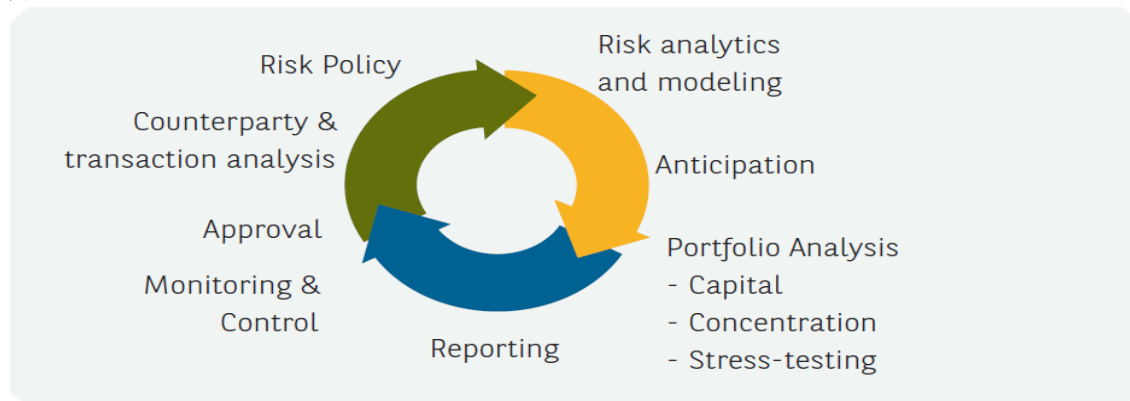 Risk Policy
Risk analytics
and modeling
Counterparty &
transaction analysis
Anticipation
Approval
Portfolio Analysis
- Capital
- Concentration
- Stress-testing
Monitoring &
Control
Reporting